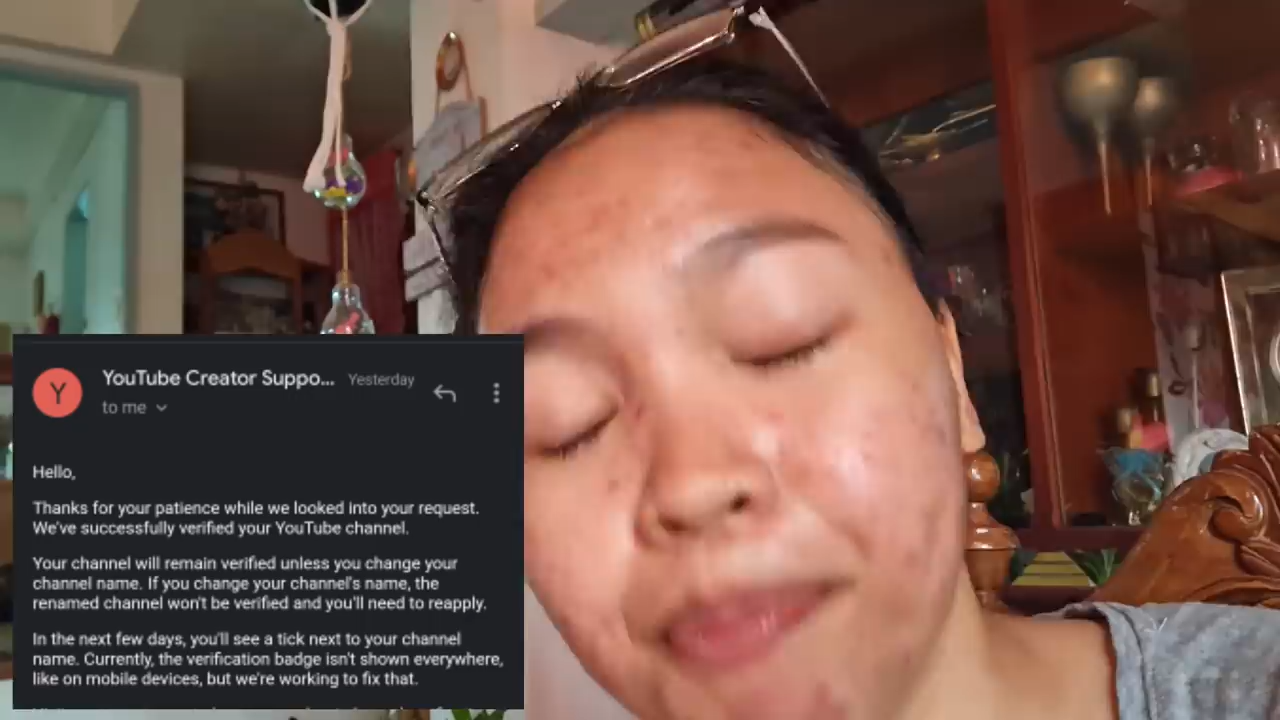 Y
YouTube Creator Suppo... Yesterday
to me
Hello,
Thanks for your patience while we looked into your request.
We've successfully verified your YouTube channel.
Your channel will remain verified unless you change your
channel name. If you change your channel's name, the
renamed channel won't be verified and you'll need to reapply.
In the next few days, you'll see a tick next to your channel
name. Currently, the verification badge isn't shown everywhere,
like on mobile devices, but we're working to fix that.